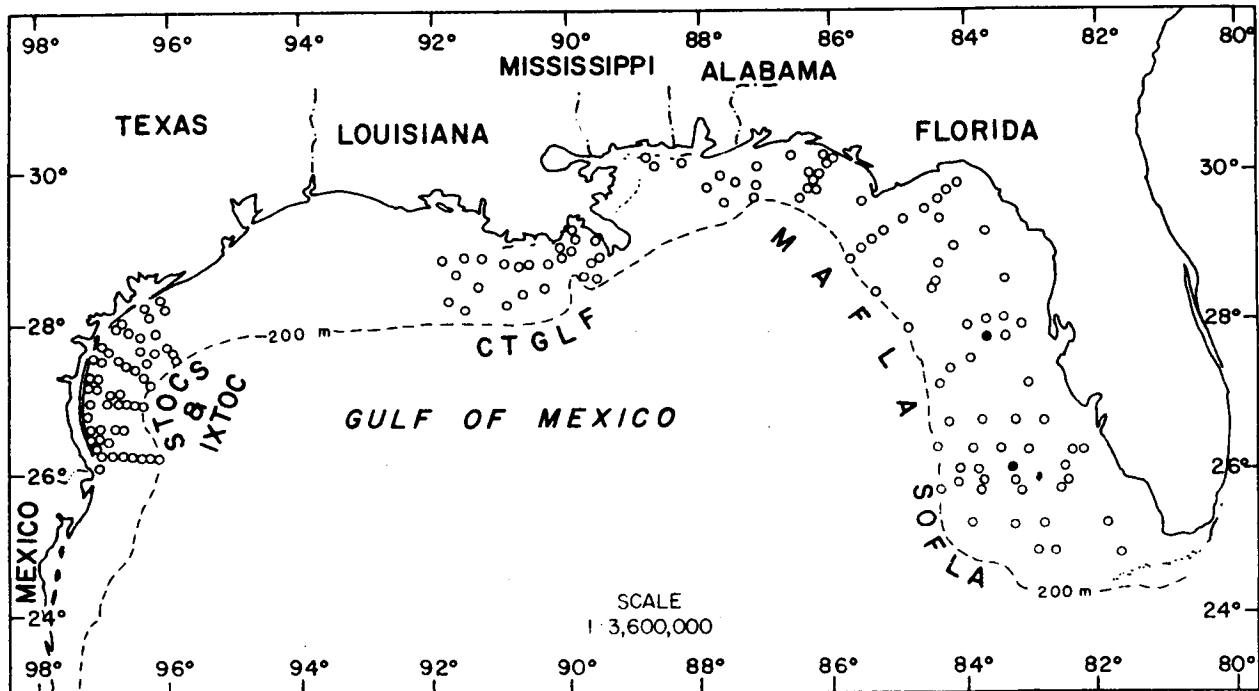 98° 96° 94° 92° 90° 88° 86° 84° 82° 80°
MISSISSIPPI ALABAMA
TEXAS LOUISIANA FLORIDA
30° 30°
MAFLA
28° 200 m CTGLF 28°
STOCS
&
IXTOC
GULF OF MEXICO
26° 26°
SOFLA
MEXICO
200 m
SCALE
1:3,600,000
24° 24°
98° 96° 94° 92° 90° 88° 86° 84° 82° 80°